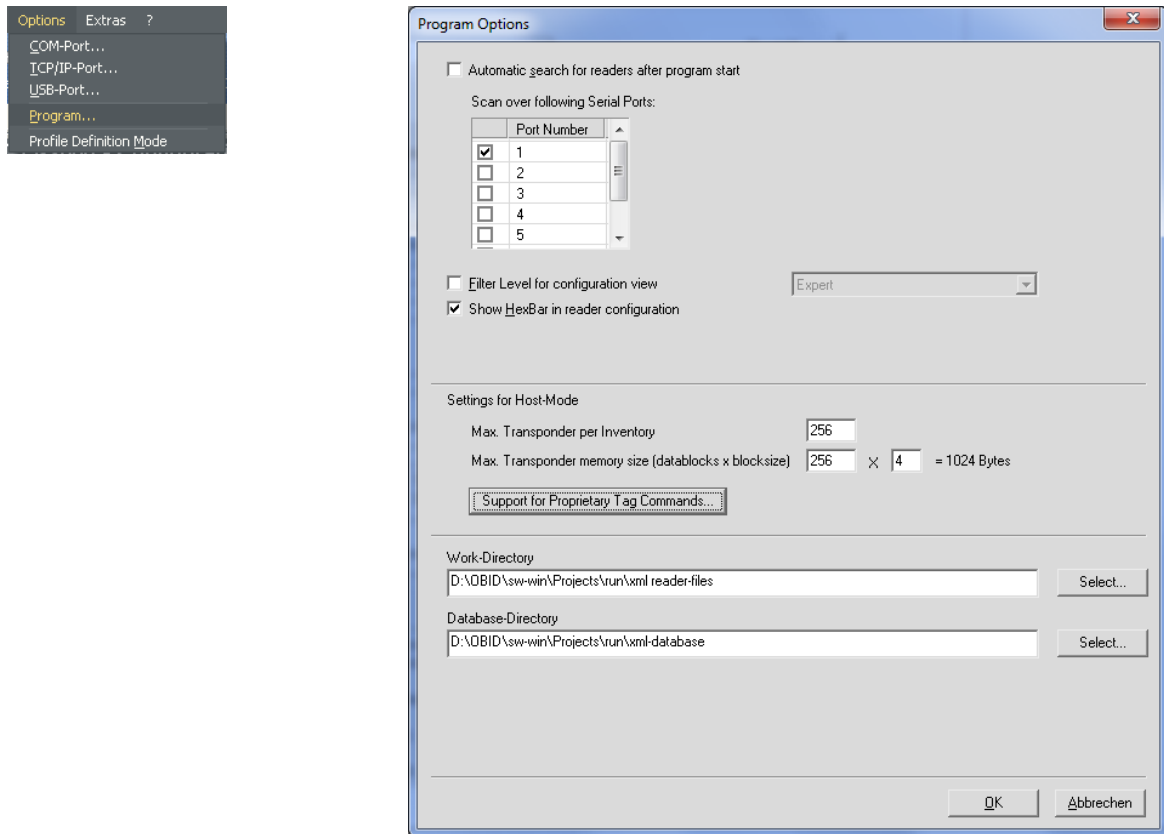 Options Extras ?
COM-Port...
TCP/IP-Port...
USB-Port...
Program...
Profile Definition Mode
Program Options
Automatic search for readers after program start
Scan over following Serial Ports:
Port Number
1
2
3
4
5
Filter Level for configuration view Expert
Show HexBar in reader configuration
Settings for Host-Mode
Max. Transponder per Inventory 256
Max. Transponder memory size (datablocks x blocksize) 256 X 4 = 1024 Bytes
Support for Proprietary Tag Commands...
Work-Directory
D:\OBID\sw-win\Projects\run\xml reader-files Select...
Database-Directory
D:\OBID\sw-win\Projects\run\xml-database Select...
OK Abbrechen